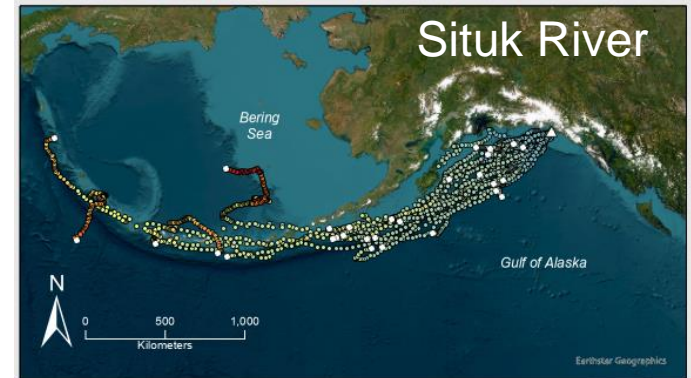 Situk River
Bering
Sea
Gulf of Alaska
N
0 500 1,000
Kilometers
Earthstar Geographics